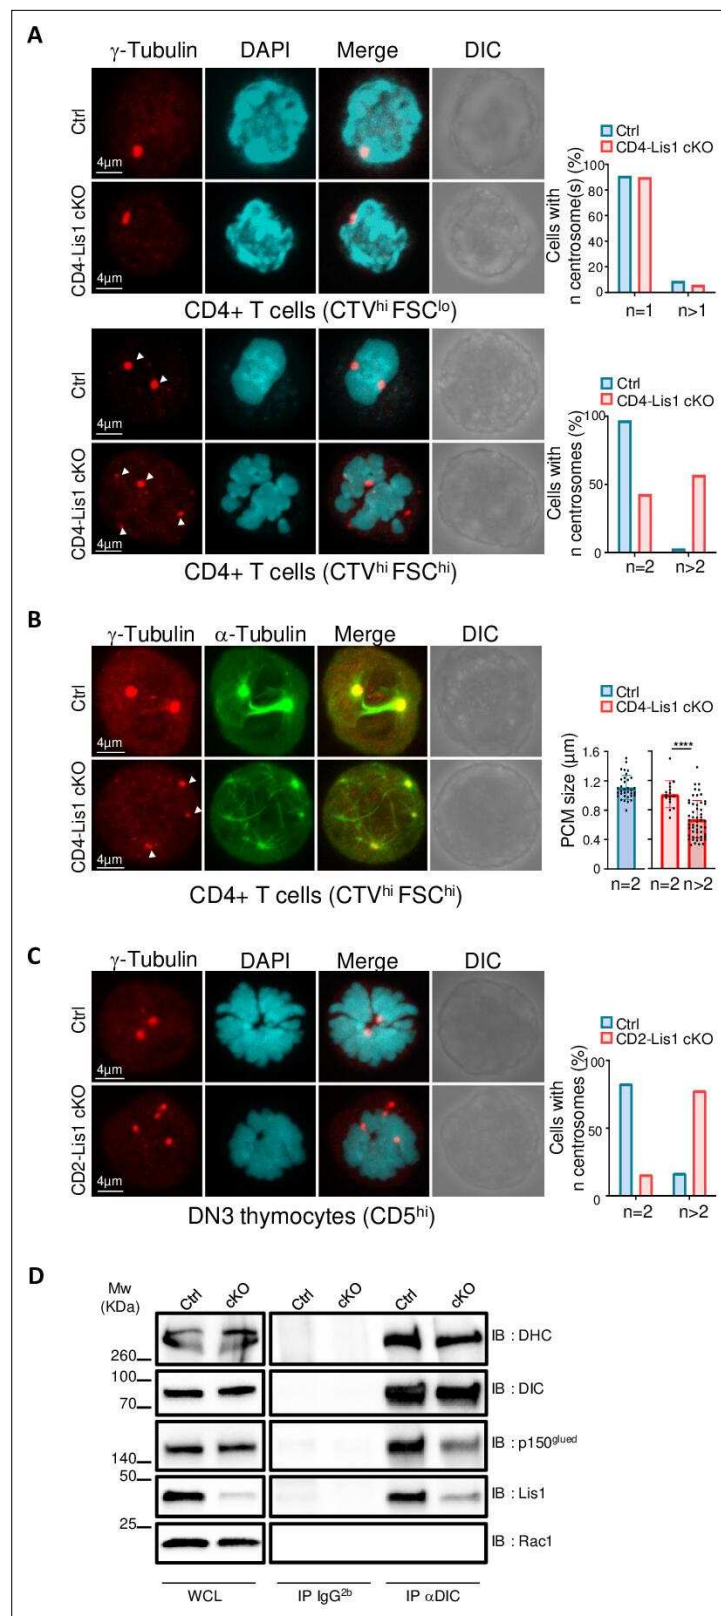 A
γ-Tubulin DAPI Merge DIC
Ctrl
4µm
CD4-Lis1 cKO
4µm
CD4+ T cells (CTVhi FSClo)
Ctrl
CD4-Lis1 cKO
Cells with
n centrosome(s) (%)
100
80
60
40
20
0
n=1 n>1
Ctrl
4µm
CD4-Lis1 cKO
4µm
CD4+ T cells (CTVhi FSChi)
Ctrl
CD4-Lis1 cKO
Cells with
n centrosomes (%)
100
50
0
n=2 n>2
B
γ-Tubulin α-Tubulin Merge DIC
Ctrl
4µm
CD4-Lis1 cKO
4µm
CD4+ T cells (CTVhi FSChi)
Ctrl
CD4-Lis1 cKO
PCM size (µm)
1.6
1.2
0.8
0.4
0
****
n=2 n=2 n>2
C
γ-Tubulin DAPI Merge DIC
Ctrl
4µm
CD2-Lis1 cKO
4µm
DN3 thymocytes (CD5hi)
Ctrl
CD2-Lis1 cKO
Cells with
n centrosomes (%)
100
50
0
n=2 n>2
D
Mw
(KDa)
Ctrl cKO Ctrl cKO Ctrl cKO
260
IB : DHC
100
70
IB : DIC
140
IB : p150glued
50
IB : Lis1
25
IB : Rac1
WCL IP IgG2b IP αDIC